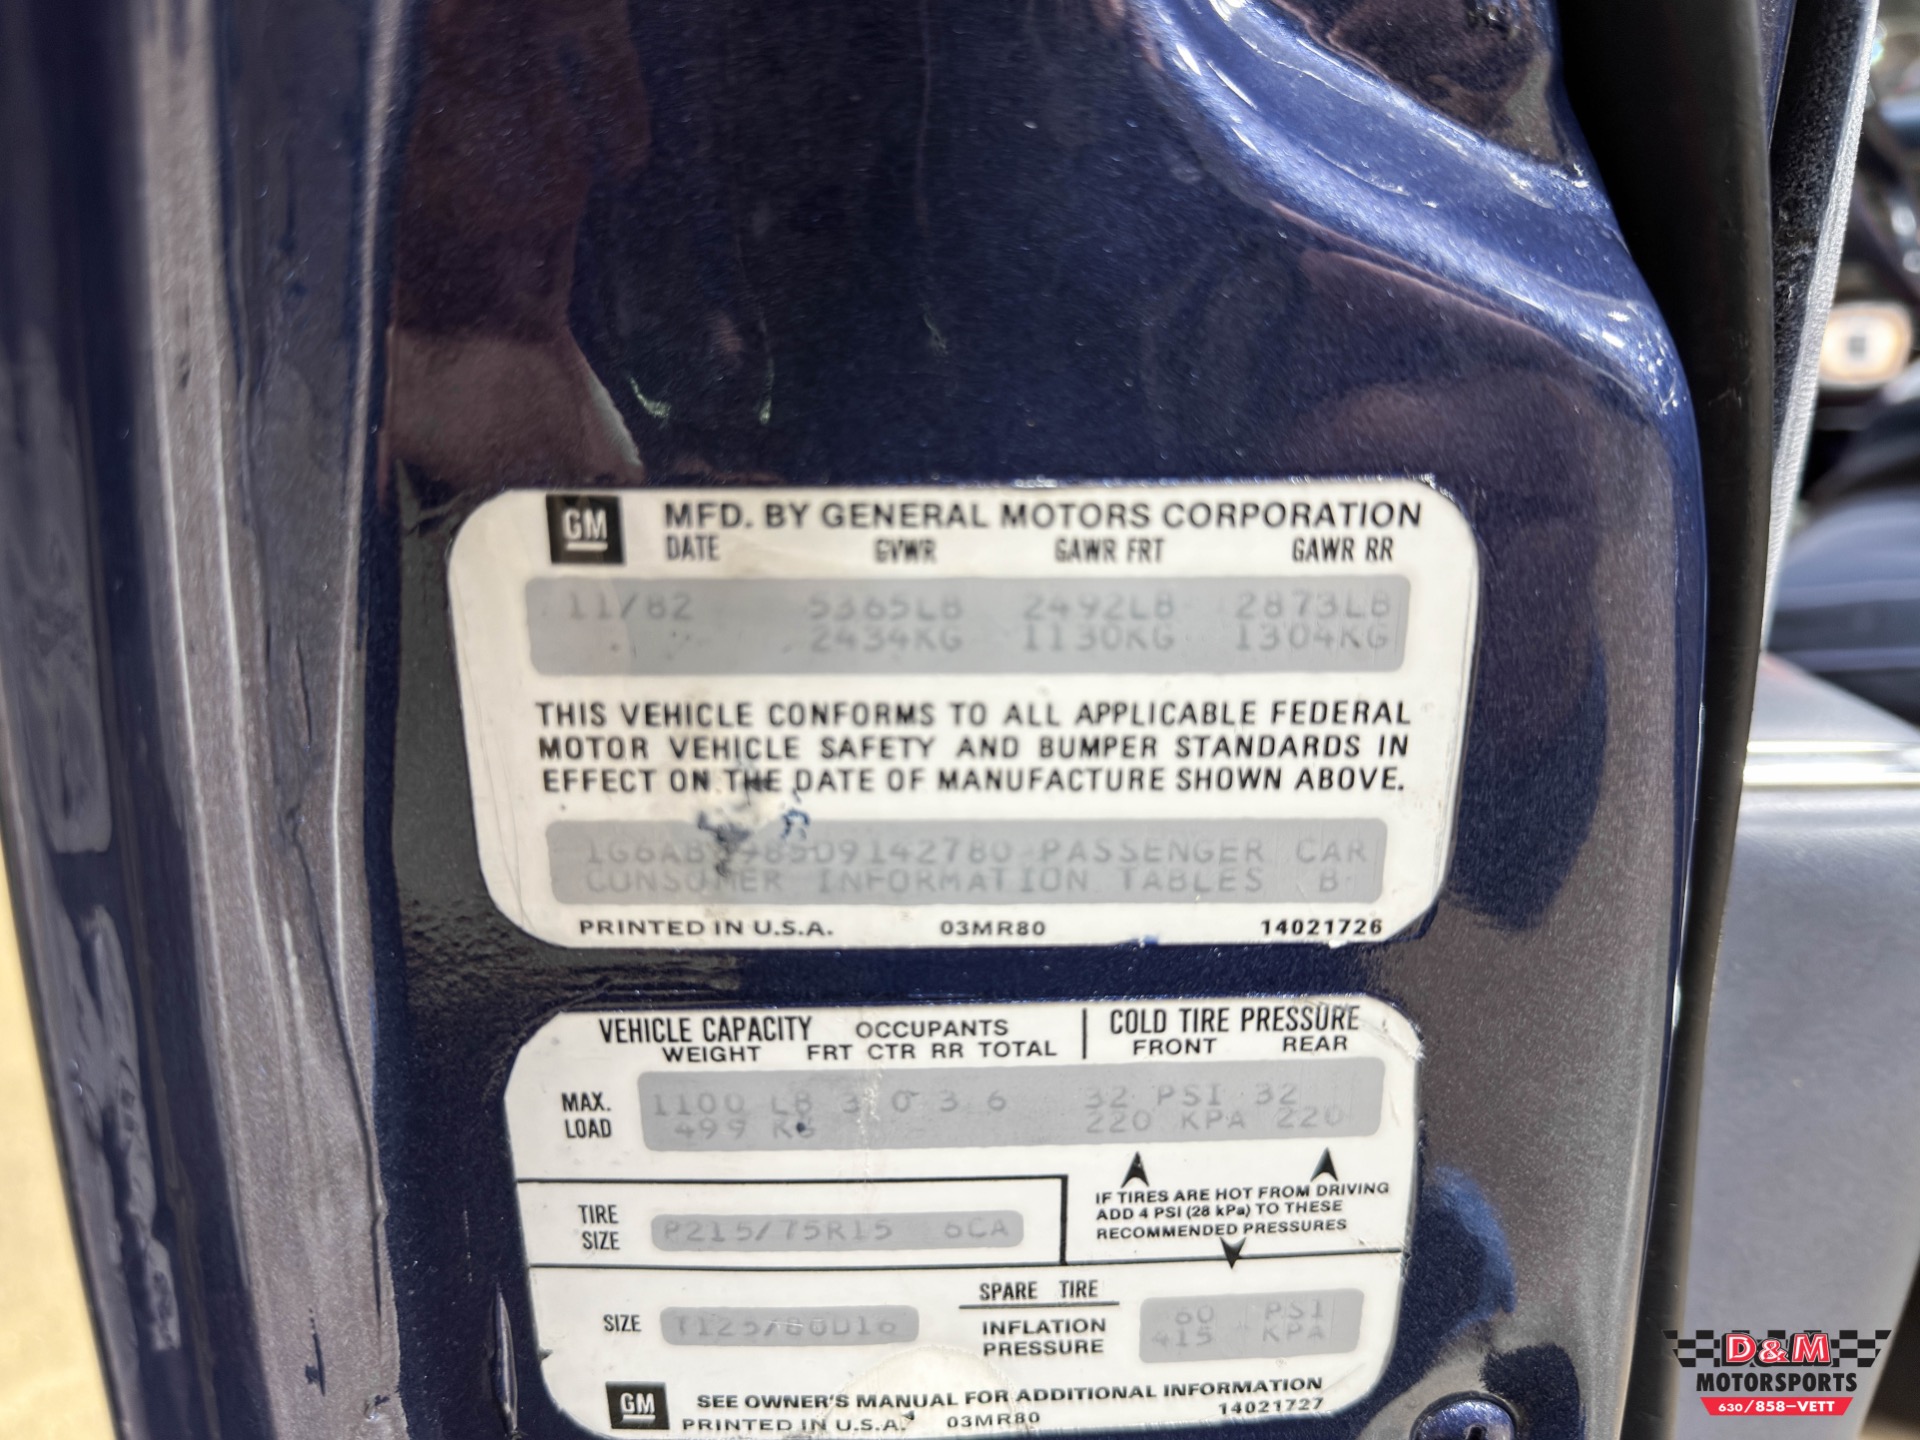 GM MFD. BY GENERAL MOTORS CORPORATION
DATE GVWR GAWR FRT GAWR RR
11/82 5365LB 2492LB 2873LB
2434KG 1130KG 1304KG
THIS VEHICLE CONFORMS TO ALL APPLICABLE FEDERAL
MOTOR VEHICLE SAFETY AND BUMPER STANDARDS IN
EFFECT ON THE DATE OF MANUFACTURE SHOWN ABOVE.
PASSENGER CAR
CONSUMER INFORMATION TABLES B
PRINTED IN U.S.A. 03MR80 14021726
VEHICLE CAPACITY OCCUPANTS COLD TIRE PRESSURE
WEIGHT FRT CTR RR TOTAL FRONT REAR
MAX. LOAD
1100 LB 3 0 3 6 32 PSI 32
499 KG 220 KPA 220
IF TIRES ARE HOT FROM DRIVING
ADD 4 PSI (28 kPa) TO THESE
RECOMMENDED PRESSURES
TIRE SIZE
P215/75R15 6CA
SPARE TIRE
SIZE T125/80D16
INFLATION PRESSURE
60 PSI
415 KPA
GM SEE OWNER'S MANUAL FOR ADDITIONAL INFORMATION
PRINTED IN U.S.A. 03MR80 14021727
D&M
MOTORSPORTS
630/858-VETT